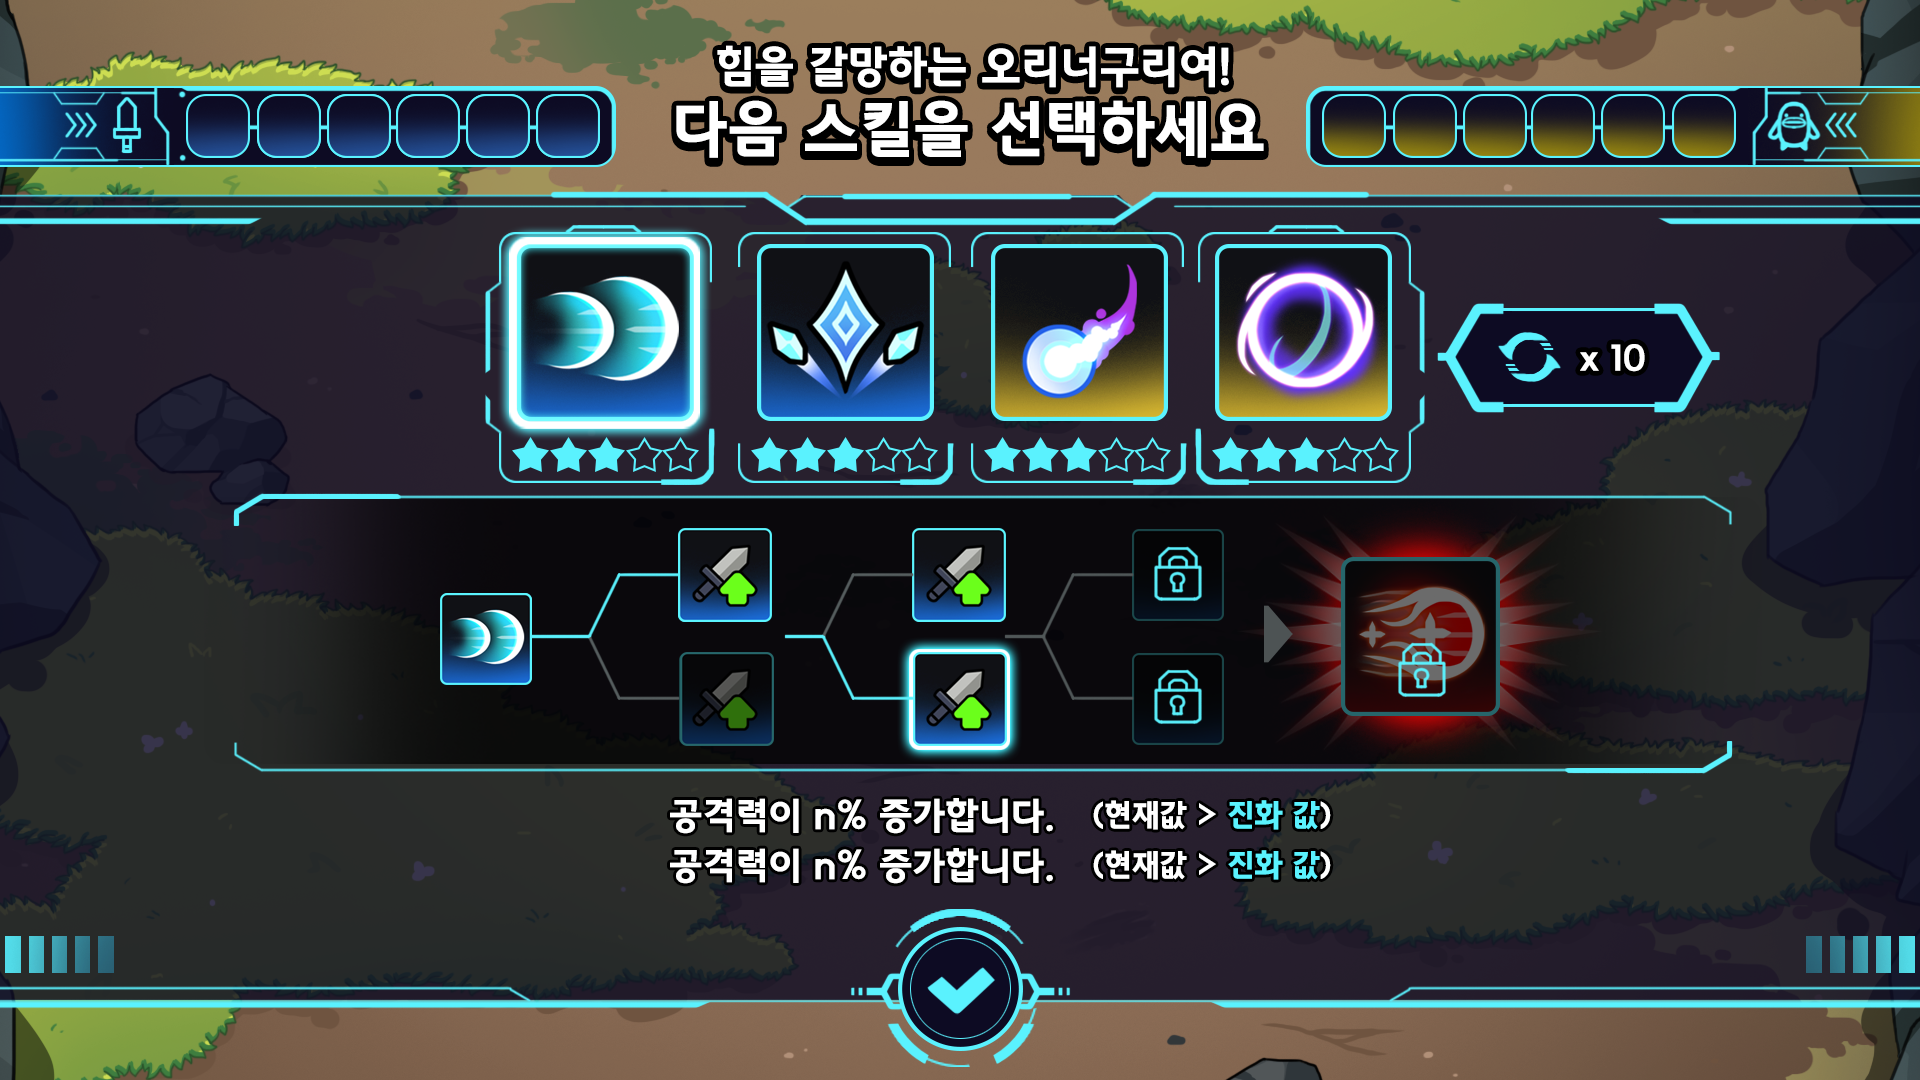 힘을 갈망하는 오리너구리여!
다음 스킬을 선택하세요
x 10
공격력이 n% 증가합니다. (현재값 > 진화 값)
공격력이 n% 증가합니다. (현재값 > 진화 값)